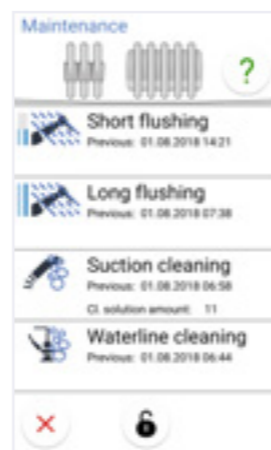 Maintenance
?
Short flushing
Previous: 01.08.2018 14:21
Long flushing
Previous: 01.08.2018 07:38
Suction cleaning
Previous: 01.08.2018 06:58
Cl. solution amount: 11
Waterline cleaning
Previous: 01.08.2018 06:44